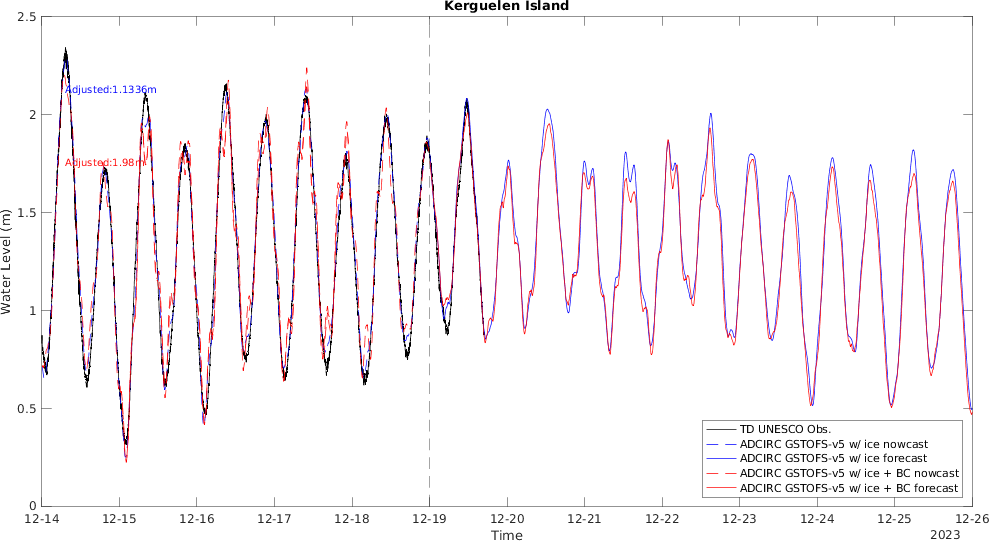 Kerguelen Island
2.5
2
1.5
1
0.5
0
Water Level (m)
Adjusted:1.1336m
Adjusted:1.98m
TD UNESCO Obs.
ADCIRC GSTOFS-v5 w/ ice nowcast
ADCIRC GSTOFS-v5 w/ ice forecast
ADCIRC GSTOFS-v5 w/ ice + BC nowcast
ADCIRC GSTOFS-v5 w/ ice + BC forecast
12-14 12-15 12-16 12-17 12-18 12-19 12-20 12-21 12-22 12-23 12-24 12-25 12-26
Time
2023